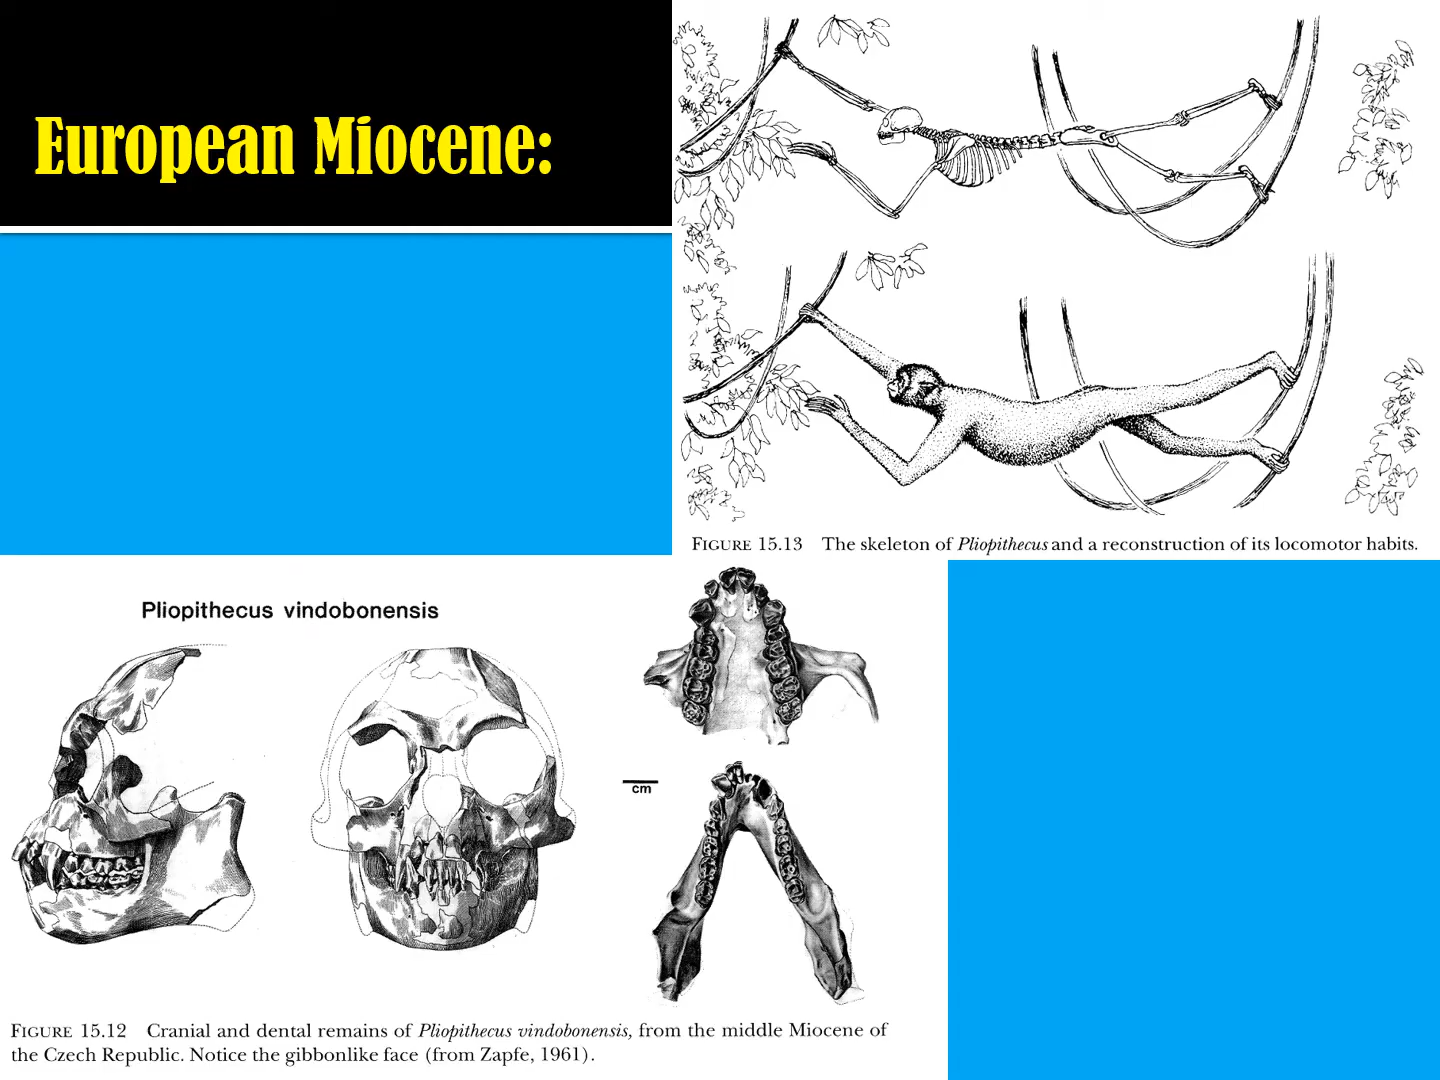 European Miocene:
FIGURE 15.13 The skeleton of Pliopithecus and a reconstruction of its locomotor habits.
Pliopithecus vindobonensis
cm
FIGURE 15.12 Cranial and dental remains of Pliopithecus vindobonensis, from the middle Miocene of
the Czech Republic. Notice the gibbonlike face (from Zapfe, 1961).